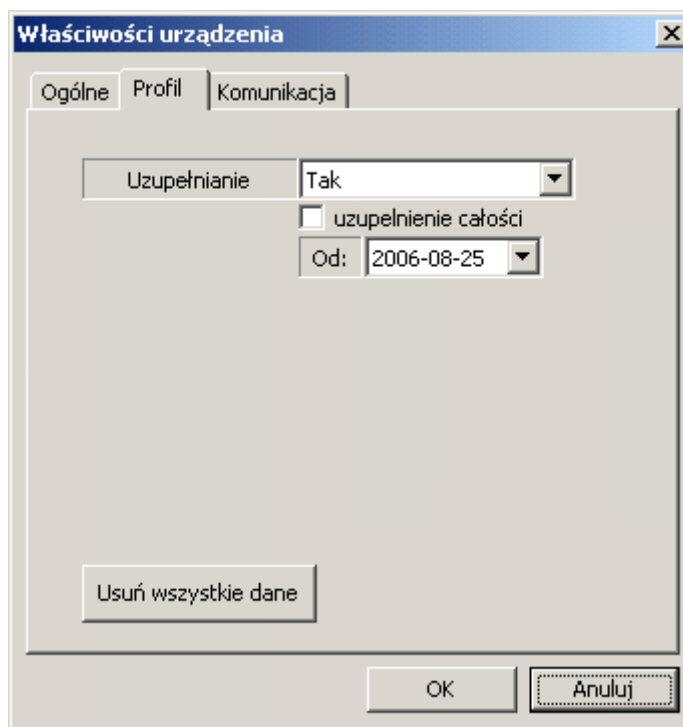 Właściwości urządzenia
Ogólne Profil Komunikacja
Uzupełnianie Tak
uzupelnienie całości
Od: 2006-08-25
Usuń wszystkie dane
OK Anuluj